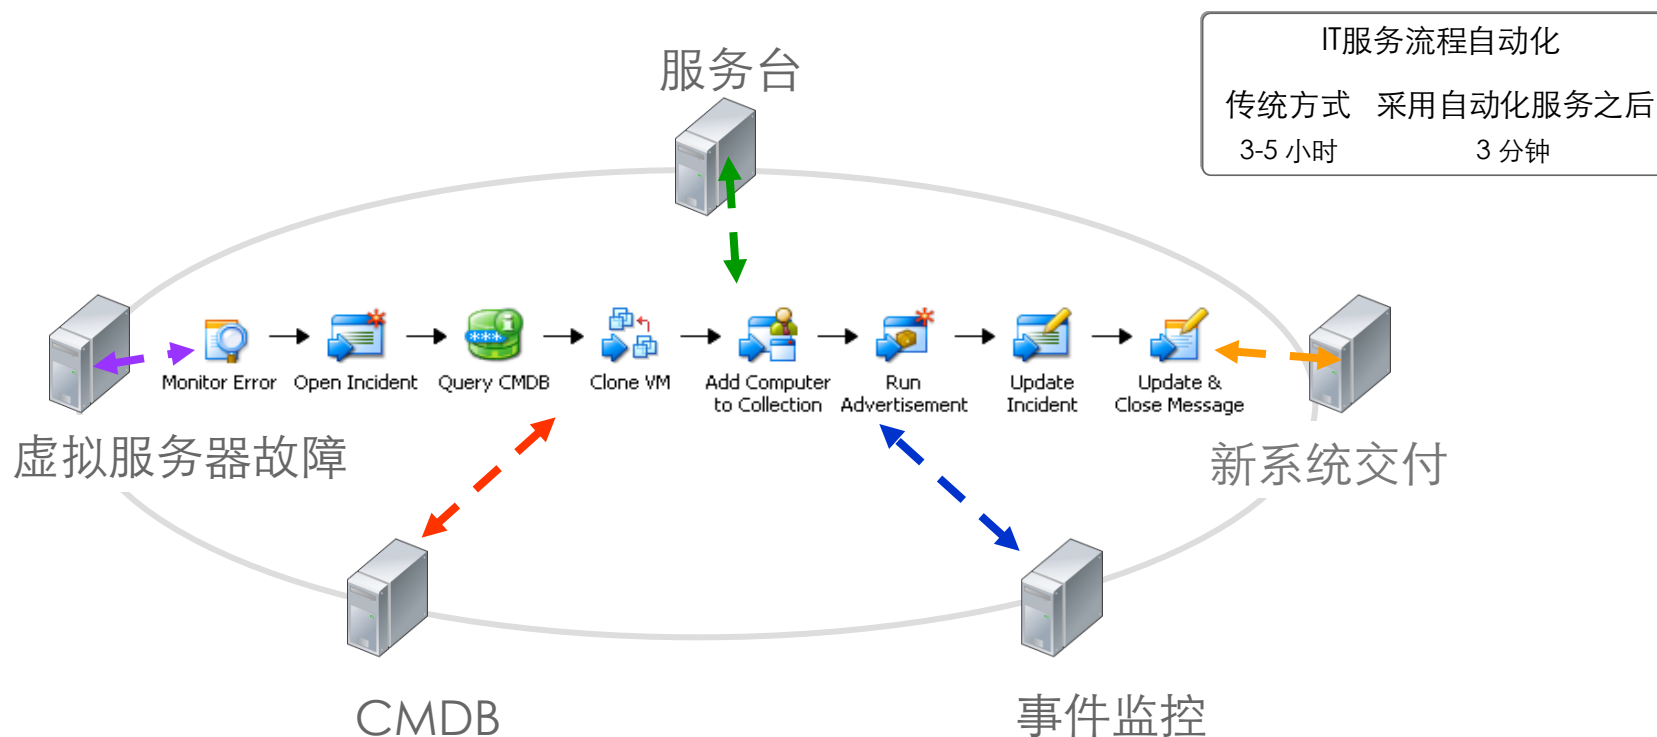 IT服务流程自动化
传统方式 采用自动化服务之后
3-5 小时 3 分钟
服务台
Monitor Error
Open Incident
Query CMDB
Clone VM
Add Computer
to Collection
Run
Advertisement
Update
Incident
Update &
Close Message
虚拟服务器故障
新系统交付
CMDB
事件监控